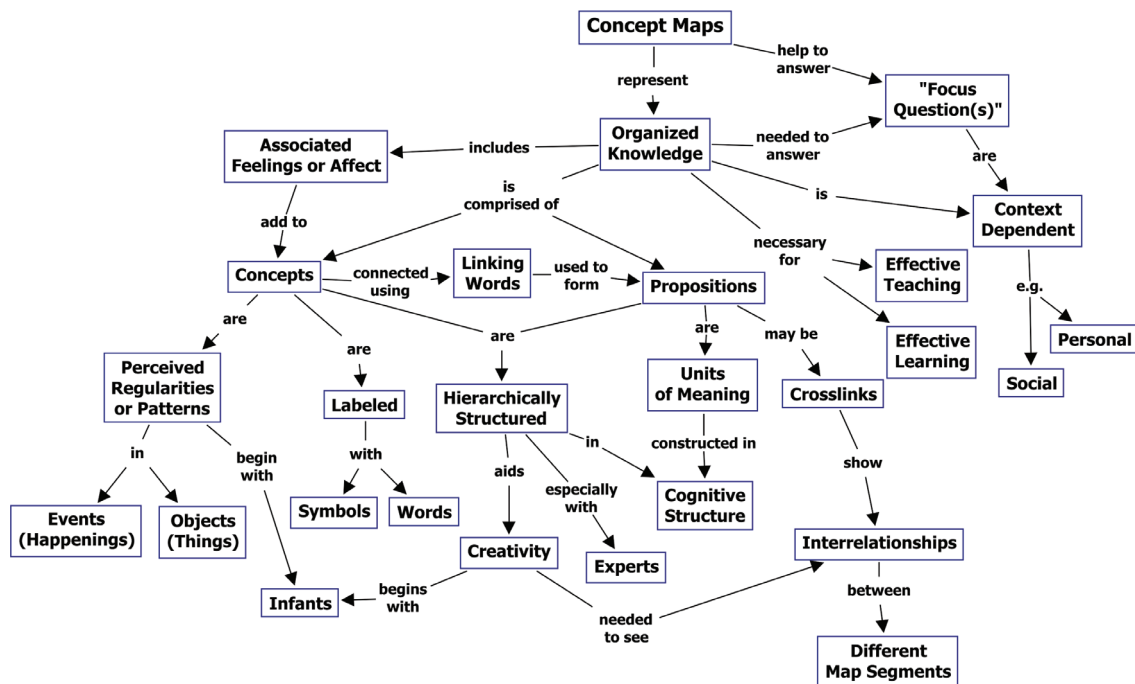 Concept Maps
help to
answer
represent
"Focus
Question(s)"
Organized
Knowledge
Associated
Feelings or Affect
includes
needed to
answer
are
is
comprised of
is
Context
Dependent
add to
necessary
for
Concepts
connected
using
Linking
Words
used to
form
Propositions
Effective
Teaching
e.g.
are
are
are
are
may be
Effective
Learning
Personal
Social
Perceived
Regularities
or Patterns
Labeled
Hierarchically
Structured
Units
of Meaning
Crosslinks
in
begin
with
with
aids
in
constructed in
show
especially
with
Events
(Happenings)
Objects
(Things)
Symbols
Words
Cognitive
Structure
Creativity
Experts
Interrelationships
Infants
begins
with
needed
to see
between
Different
Map Segments